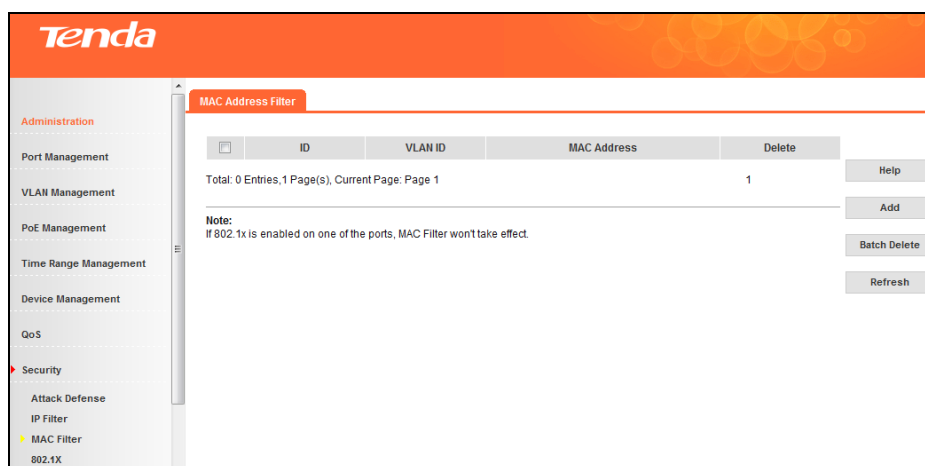 Tenda
Administration
Port Management
VLAN Management
PoE Management
Time Range Management
Device Management
QoS
Security
Attack Defense
IP Filter
MAC Filter
802.1X
MAC Address Filter
ID VLAN ID MAC Address Delete
Total: 0 Entries,1 Page(s), Current Page: Page 1 1
Note:
If 802.1x is enabled on one of the ports, MAC Filter won't take effect.
Help
Add
Batch Delete
Refresh